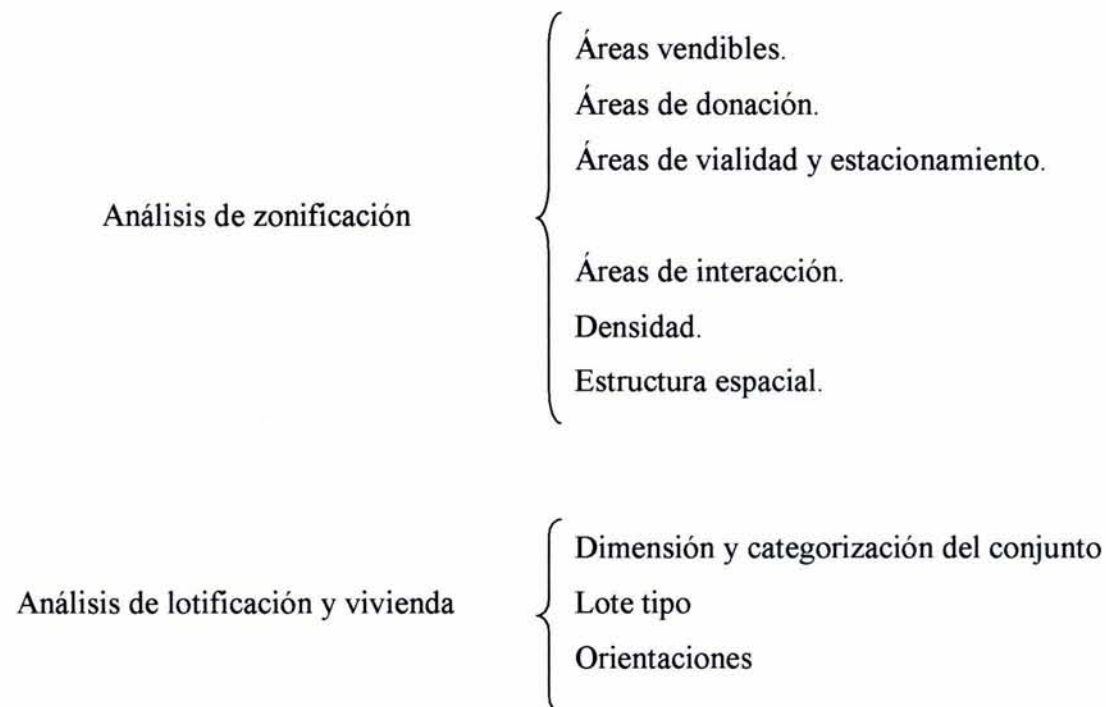 Áreas vendibles.
Áreas de donación.
Áreas de vialidad y estacionamiento.
Análisis de zonificación
Áreas de interacción.
Densidad.
Estructura espacial.
Dimensión y categorización del conjunto
Análisis de lotificación y vivienda
Lote tipo
Orientaciones